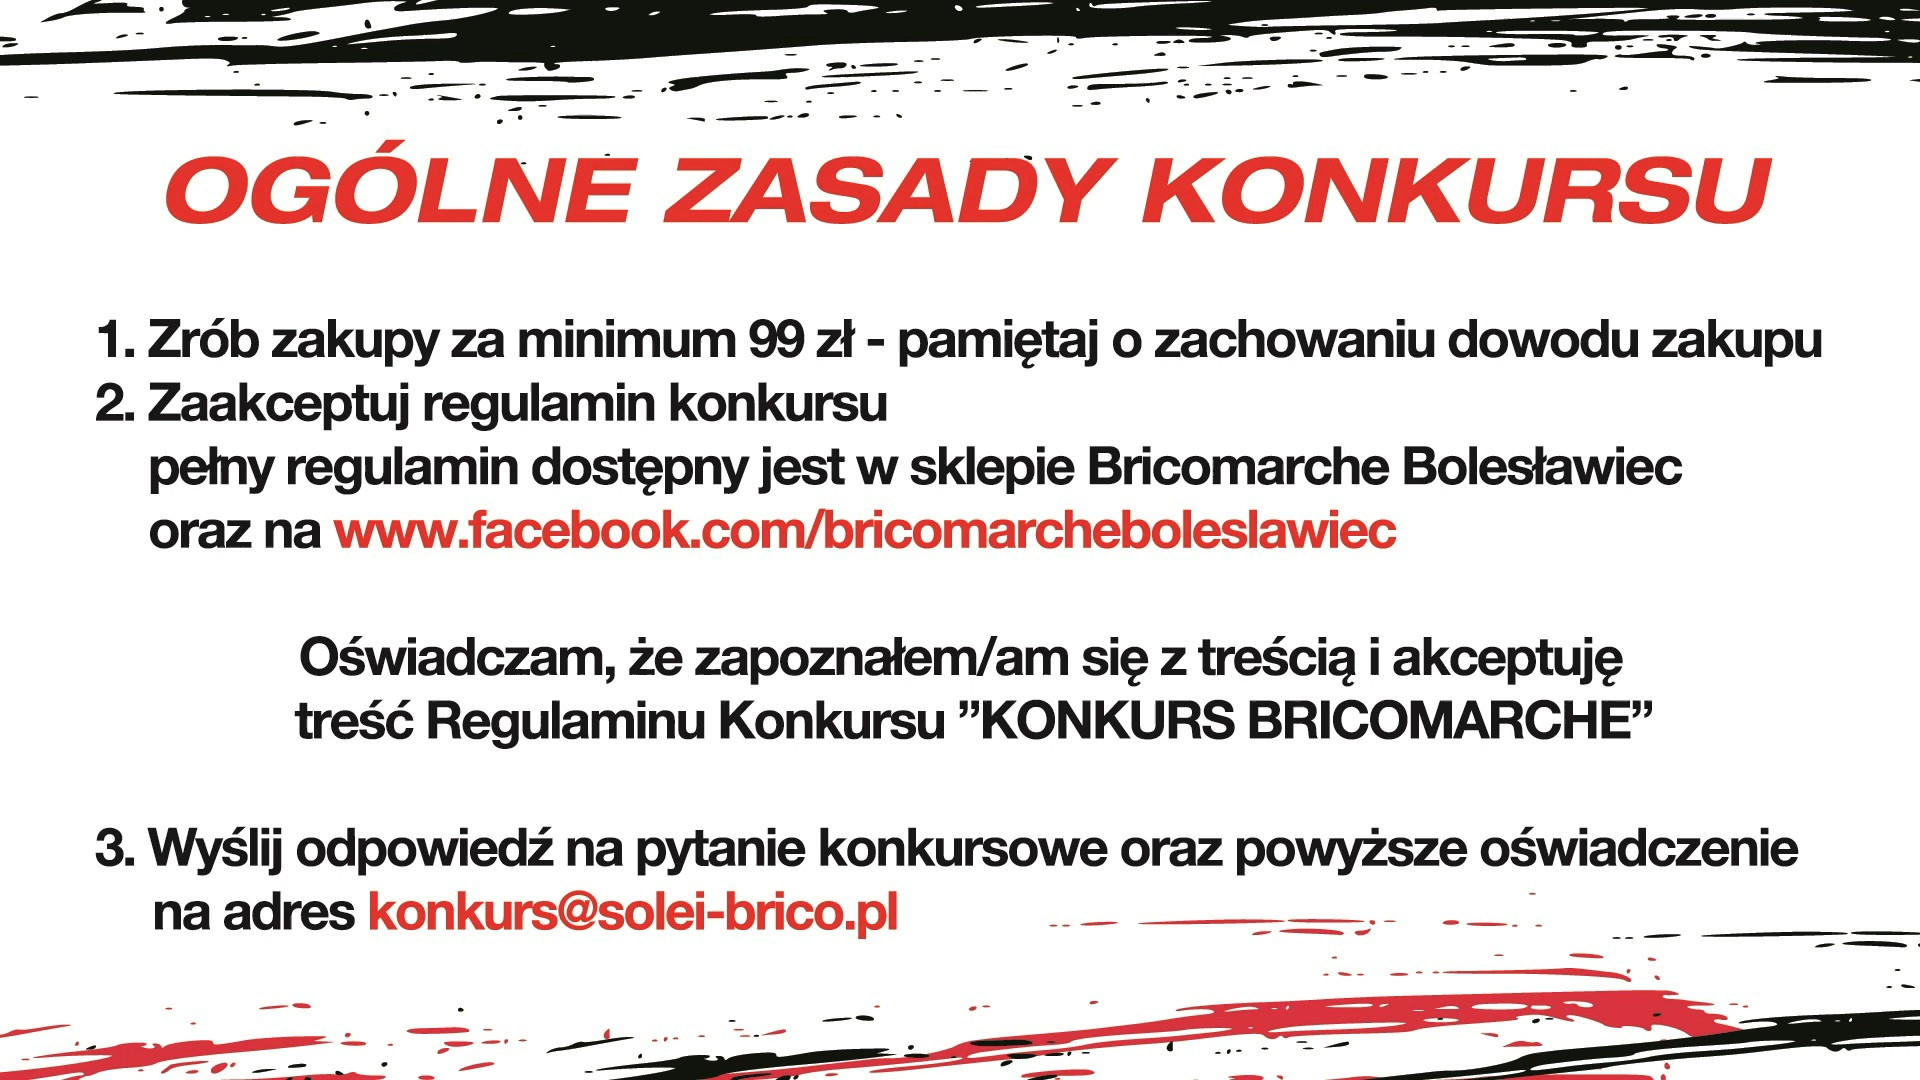 OGÓLNE ZASADY KONKURSU
1. Zrób zakupy za minimum 99 zł - pamiętaj o zachowaniu dowodu zakupu
2. Zaakceptuj regulamin konkursu
pełny regulamin dostępny jest w sklepie Bricomarche Bolesławiec
oraz na www.facebook.com/bricomarcheboleslawiec
Oświadczam, że zapoznałem/am się z treścią i akceptuję
treść Regulaminu Konkursu ”KONKURS BRICOMARCHE”
3. Wyślij odpowiedź na pytanie konkursowe oraz powyższe oświadczenie
na adres konkurs@solei-brico.pl